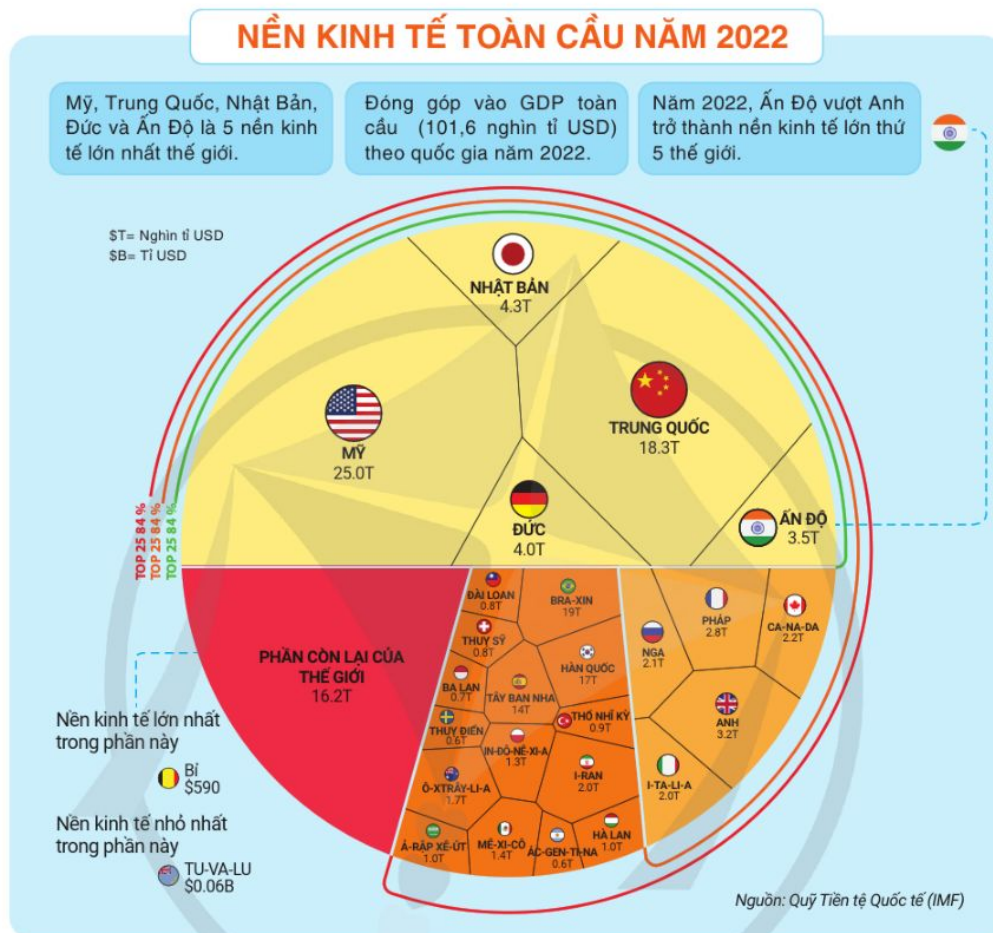 NỀN KINH TẾ TOÀN CẦU NĂM 2022
Mỹ, Trung Quốc, Nhật Bản,
Đức và Ấn Độ là 5 nền kinh
tế lớn nhất thế giới.
Đóng góp vào GDP toàn
cầu (101,6 nghìn tỉ USD)
theo quốc gia năm 2022.
Năm 2022, Ấn Độ vượt Anh
trở thành nền kinh tế lớn thứ
5 thế giới.
$T= Nghìn tỉ USD
$B= Tỉ USD
NHẬT BẢN
4.3T
MỸ
25.0T
TRUNG QUỐC
18.3T
ĐỨC
4.0T
ẤN ĐỘ
3.5T
TOP 25 84 %
TOP 25 84 %
TOP 25 84 %
PHẦN CÒN LẠI CỦA
THẾ GIỚI
16.2T
ĐÀI LOAN
0.8T
BRA-XIN
19T
THUỴ SỸ
0.8T
HÀN QUỐC
17T
BA LAN
0.7T
TÂY BAN NHA
14T
THUỴ ĐIỂN
0.6T
THỔ NHĨ KỲ
0.9T
IN-ĐÔ-NÊ-XI-A
1.3T
I-RAN
2.0T
Ô-XTRÂY-LI-A
1.7T
Ả-RẬP XÊ-ÚT
1.0T
MÊ-XI-CÔ
1.4T
ÁC-GEN-TI-NA
0.6T
HÀ LAN
1.0T
PHÁP
2.8T
CA-NA-DA
2.2T
NGA
2.1T
ANH
3.2T
I-TA-LI-A
2.0T
Nền kinh tế lớn nhất
trong phần này
Bỉ
$590
Nền kinh tế nhỏ nhất
trong phần này
TU-VA-LU
$0.06B
Nguồn: Quỹ Tiền tệ Quốc tế (IMF)